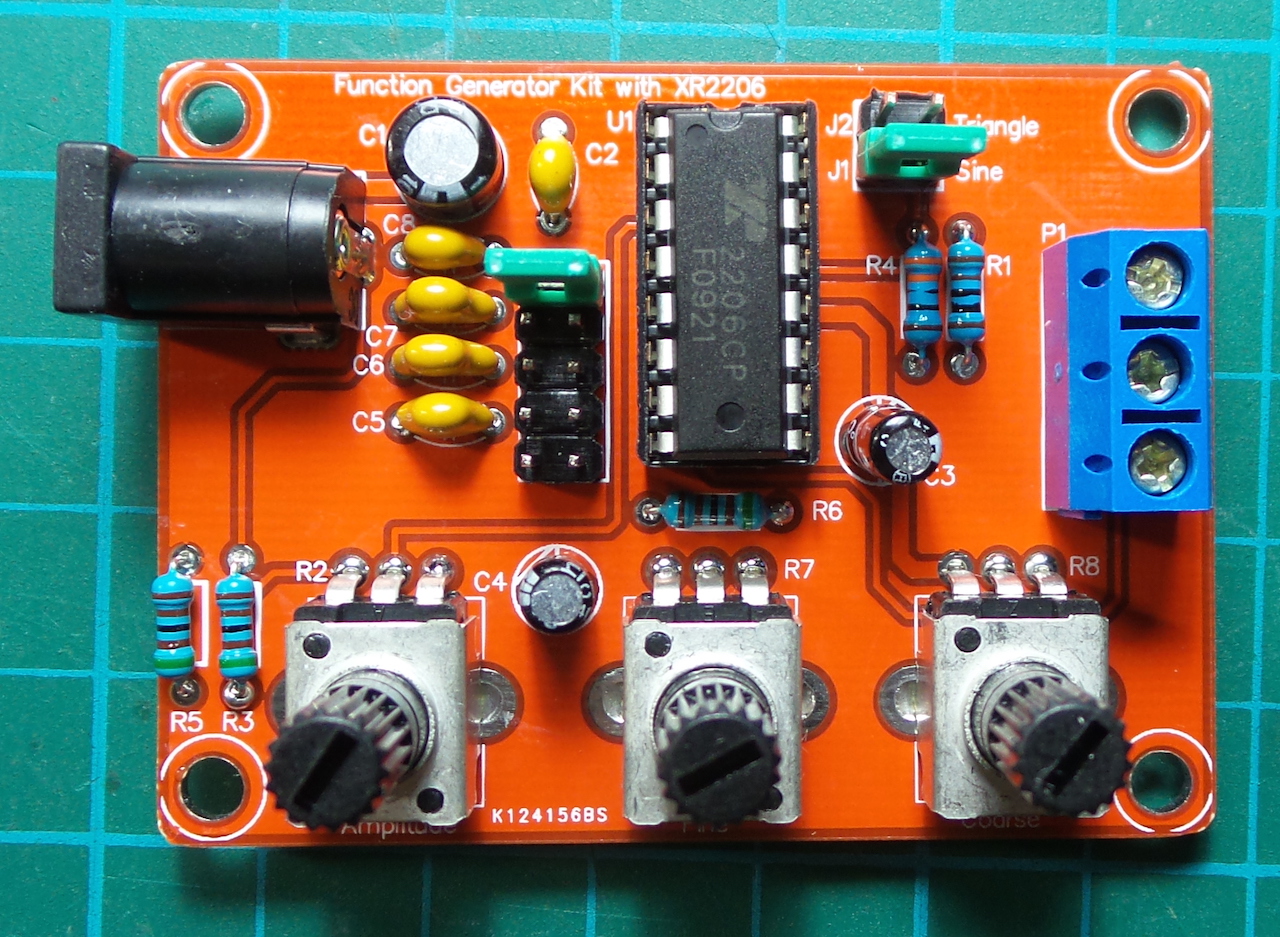 Function Generator Kit with XR2206
C1
U1
C2
J2
Triangle
J1
Sine
C8
P1
R4
R1
2206CP
F0921
C7
C6
C5
C3
R6
R2
C4
R7
R8
R5
R3
K124156BS
Amplitude
Coarse